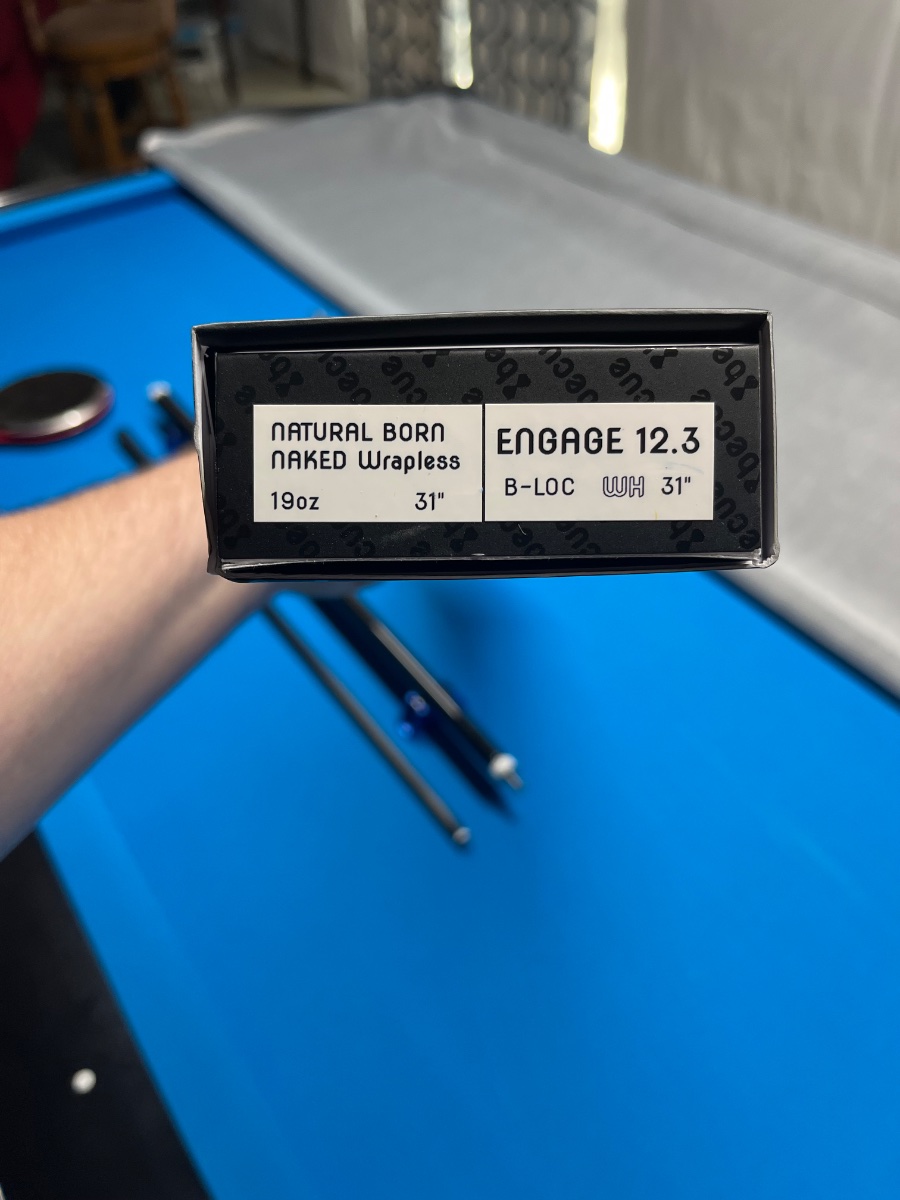 NATURAL BORN
NAKED Wrapless
19oz 31"
ENGAGE 12.3
B-LOC WH 31"